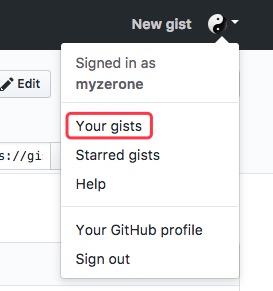 New gist
Signed in as
myzerone
Edit
Your gists
s://gi
Starred gists
Help
Your GitHub profile
Sign out